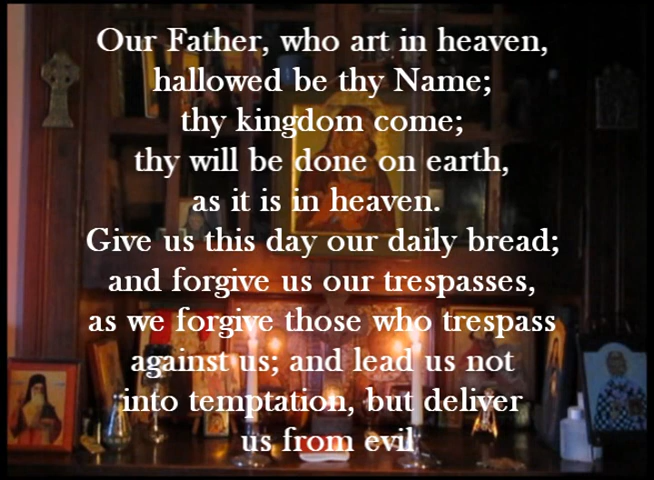 Our Father, who art in heaven,
hallowed be thy Name;
thy kingdom come;
thy will be done on earth,
as it is in heaven.
Give us this day our daily bread;
and forgive us our trespasses,
as we forgive those who trespass
against us; and lead us not
into temptation, but deliver
us from evil